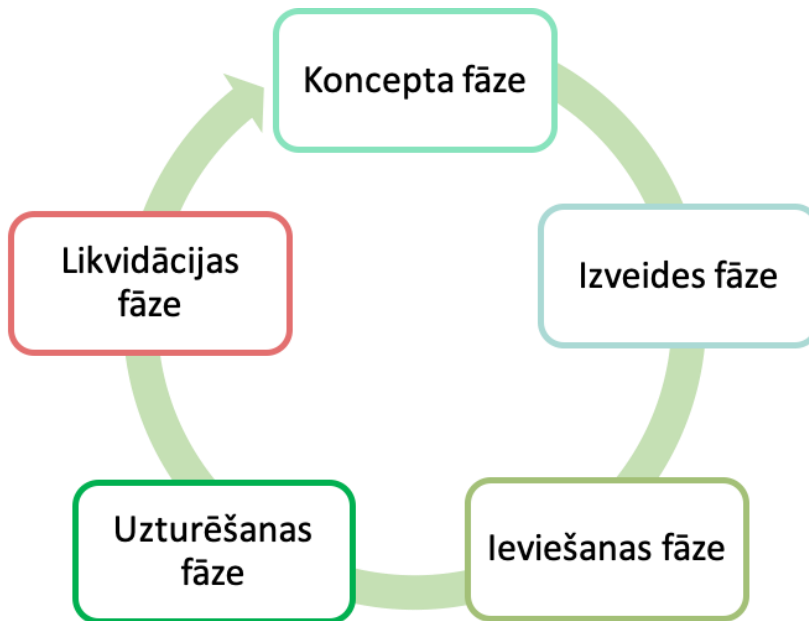 Koncepta fāze
Izveides fāze
Ieviešanas fāze
Uzturēšanas
fāze
Likvidācijas
fāze